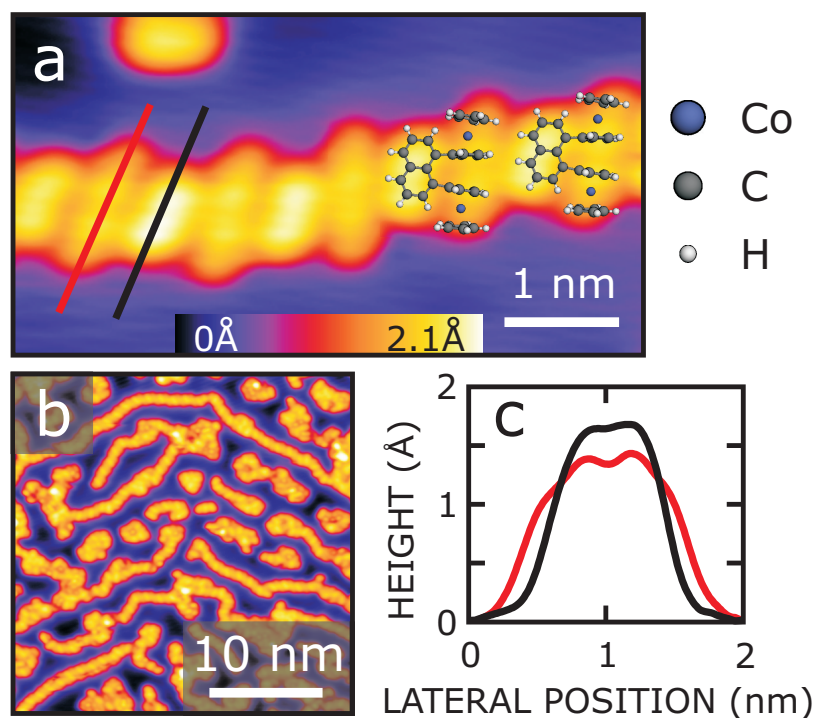 a
Co
C
H
1 nm
0Å 2.1Å
b
10 nm
c
2
1
0
HEIGHT (Å)
0 1 2
LATERAL POSITION (nm)